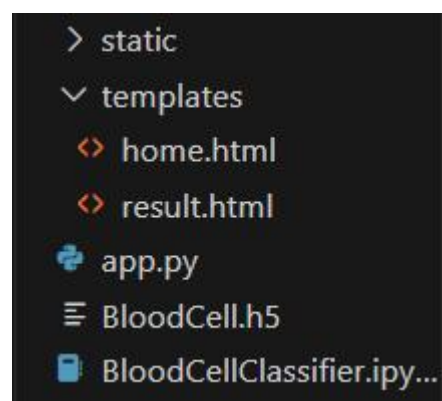 static
templates
home.html
result.html
app.py
BloodCell.h5
BloodCellClassifier.ipy...